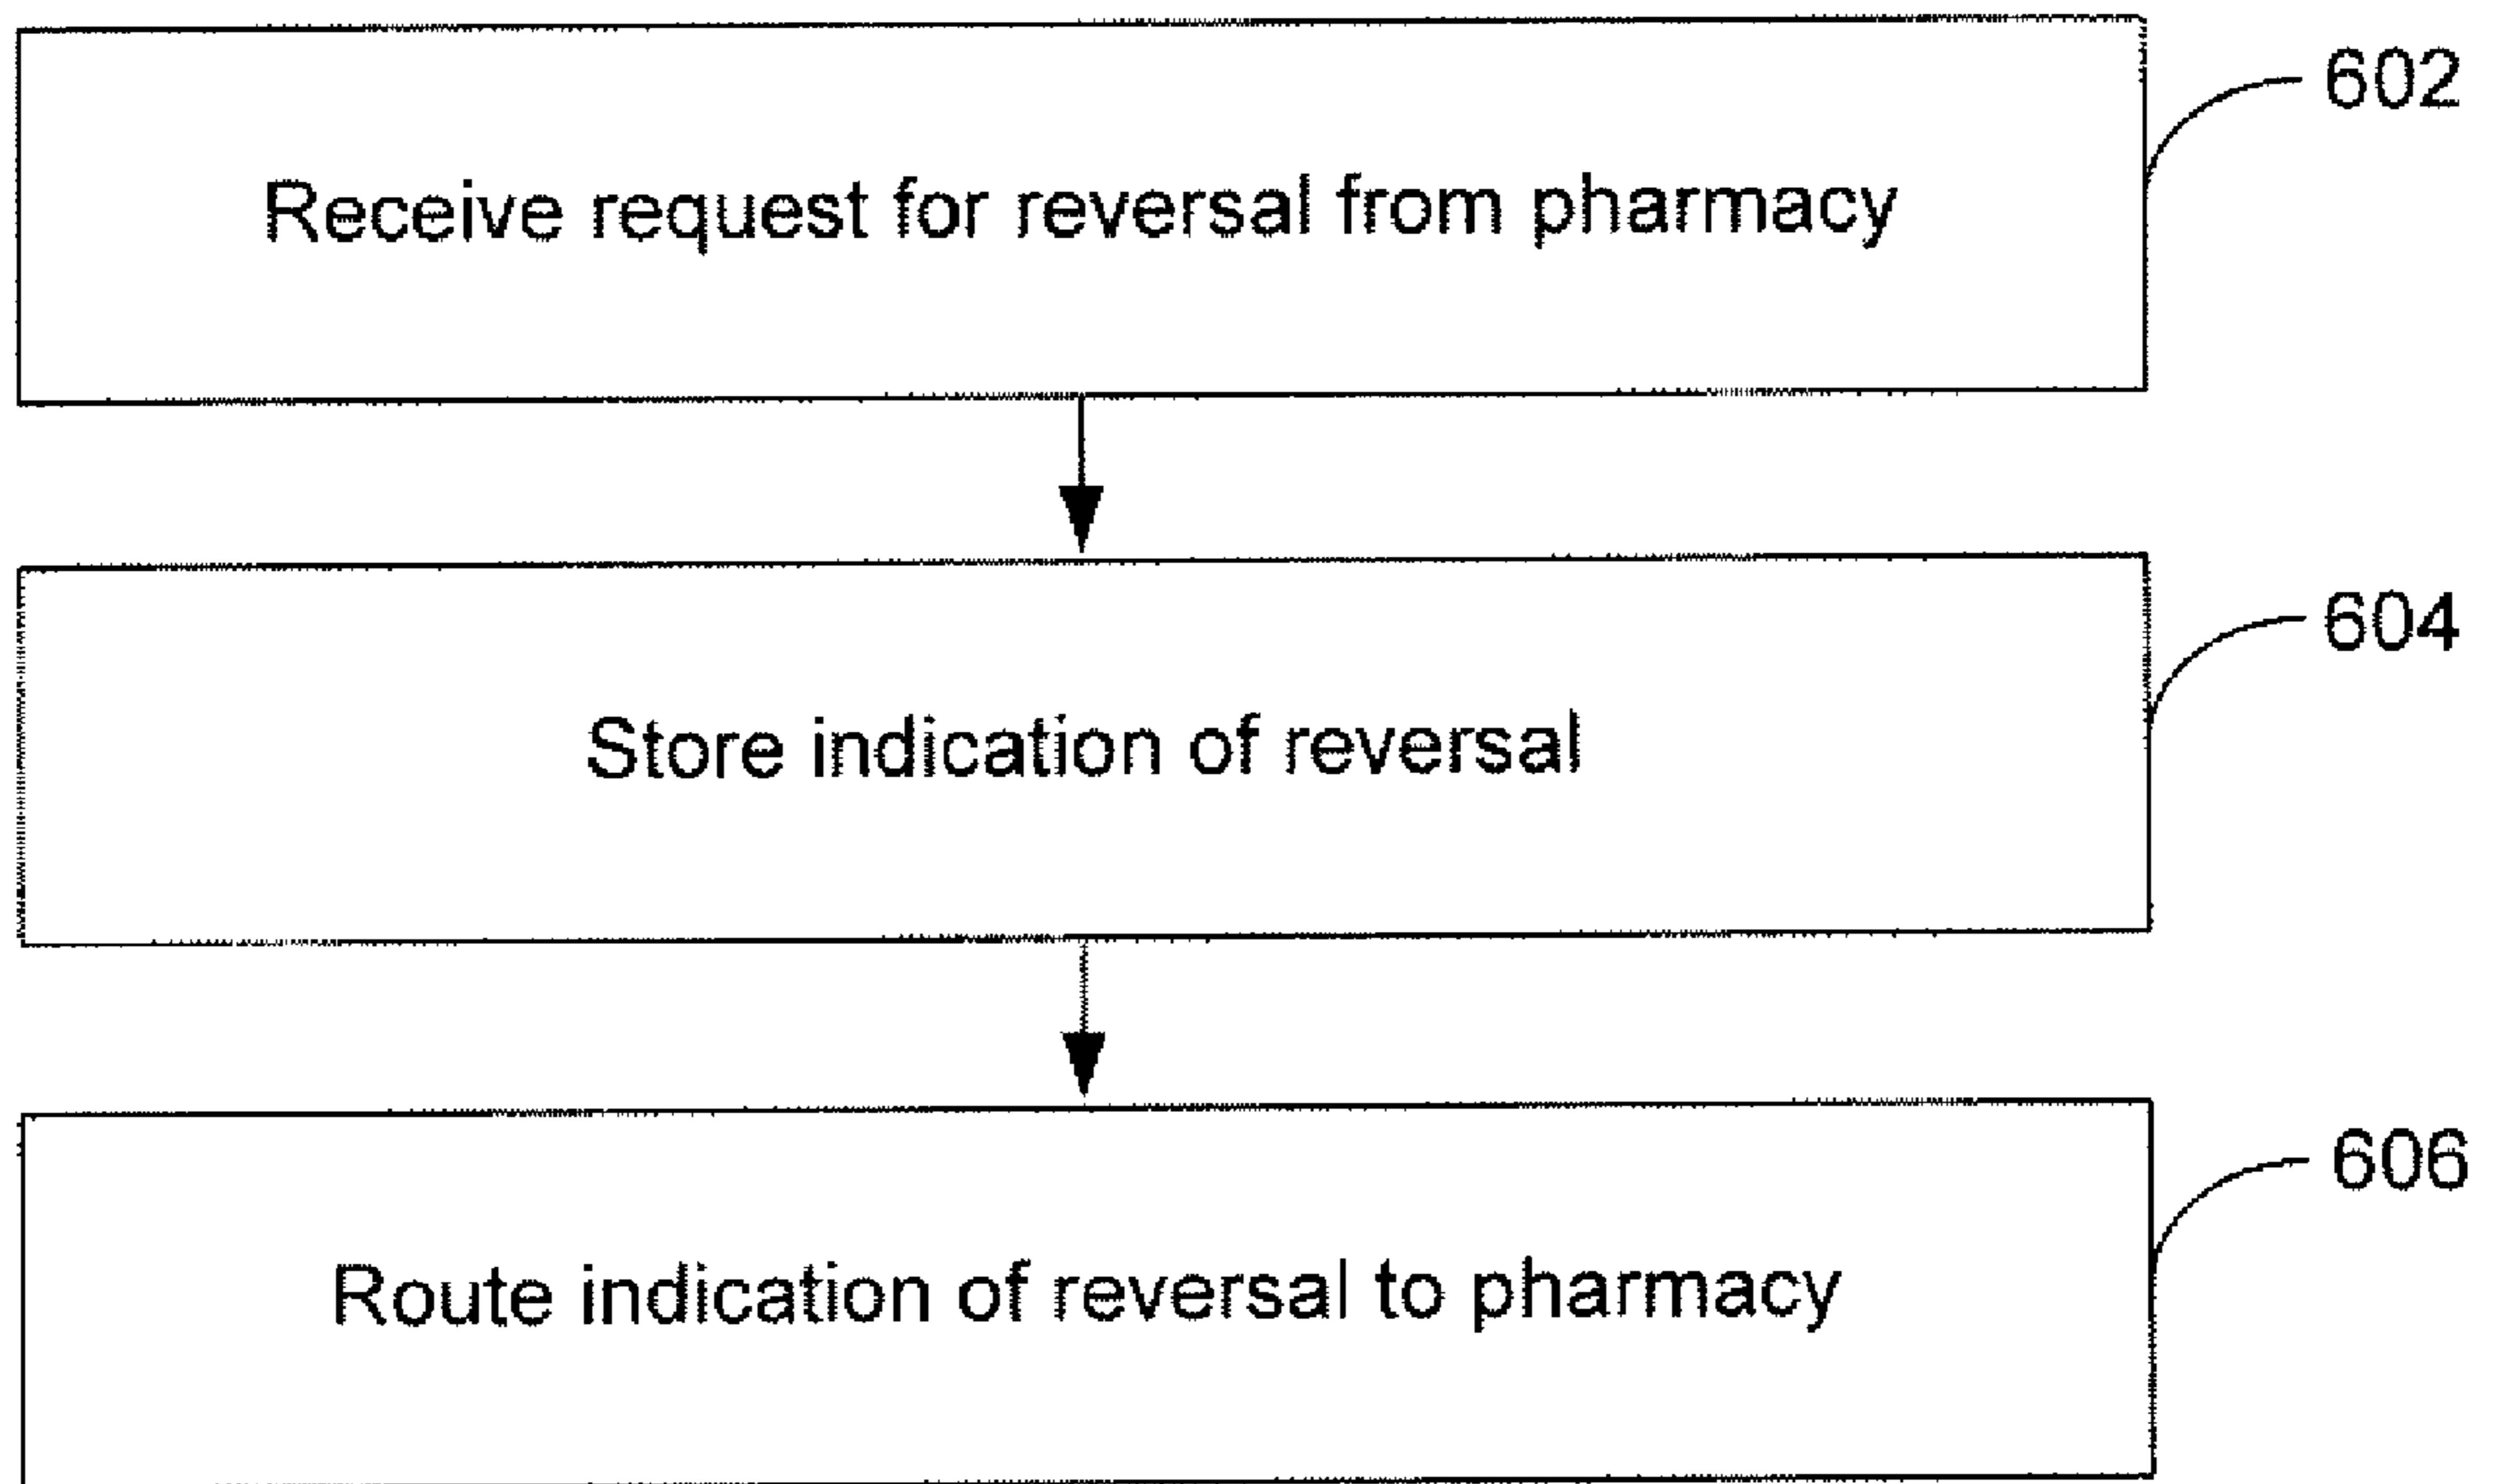 602
Receive request for reversal from pharmacy
604
Store indication of reversal
606
Route indication of reversal to pharmacy